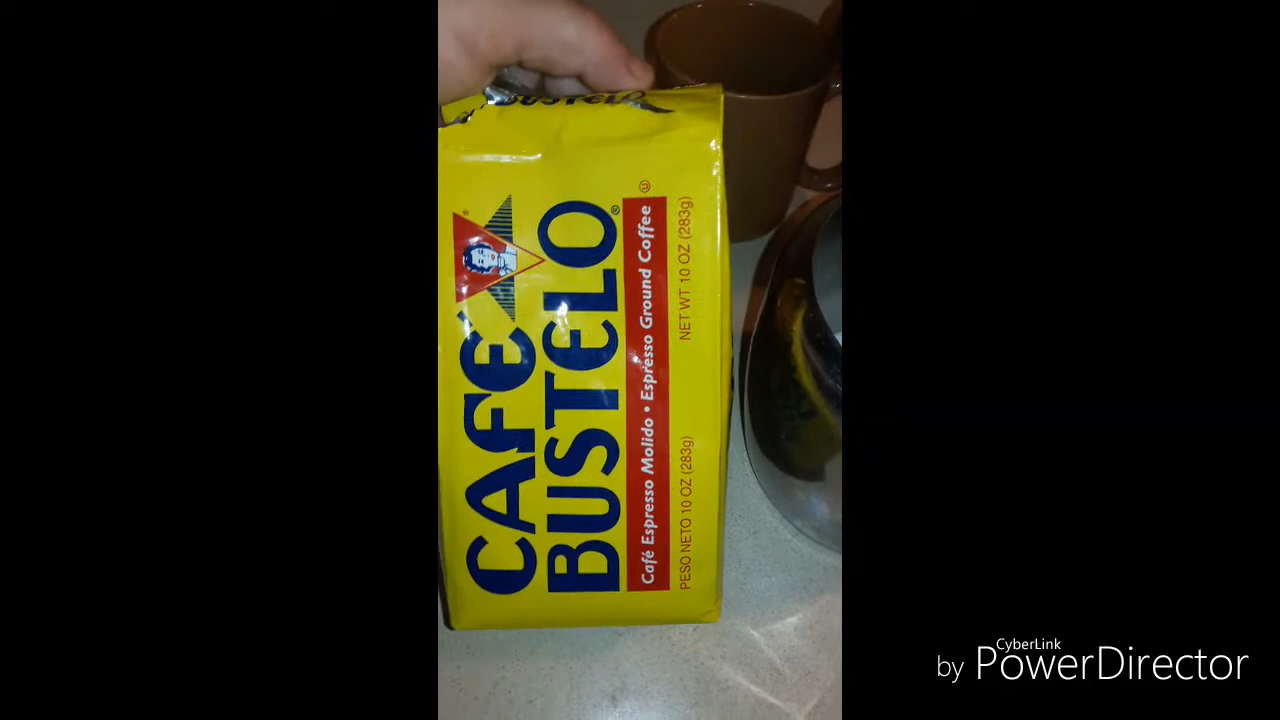 BUSTELO
CAFÉ
BUSTELO®
Café Espresso Molido • Espresso Ground Coffee
PESO NETO 10 OZ (283g) NET WT 10 OZ (283g)
CyberLink
by PowerDirector